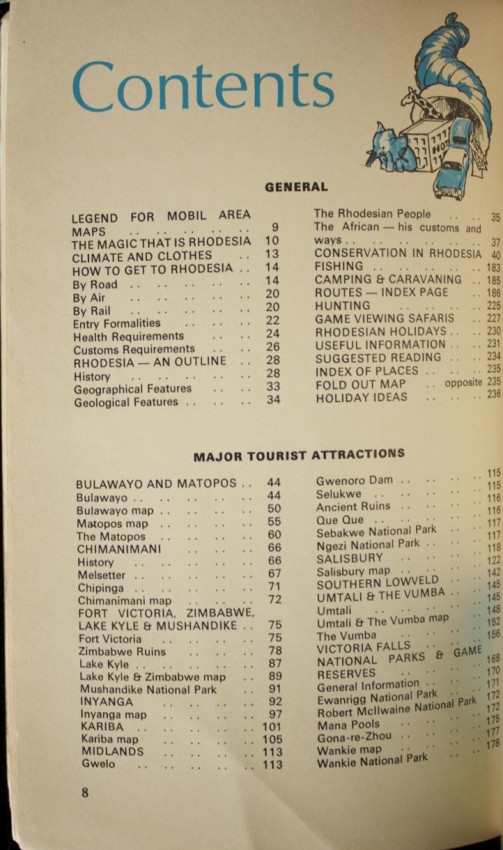 Contents
HOTEL
GENERAL
LEGEND FOR MOBIL AREA
MAPS .. .. .. .. .. .. 9
THE MAGIC THAT IS RHODESIA 10
CLIMATE AND CLOTHES .. 13
HOW TO GET TO RHODESIA .. 14
By Road .. .. .. .. .. 14
By Air .. .. .. .. .. 20
By Rail .. .. .. .. .. 20
Entry Formalities .. .. .. 22
Health Requirements .. .. 24
Customs Requirements .. .. 26
RHODESIA — AN OUTLINE .. 28
History .. .. .. .. .. 28
Geographical Features .. .. 33
Geological Features .. .. .. 34
The Rhodesian People .. .. 35
The African — his customs and
ways .. .. .. .. .. .. 37
CONSERVATION IN RHODESIA 40
FISHING .. .. .. .. .. 183
CAMPING & CARAVANING .. 185
ROUTES — INDEX PAGE .. 186
HUNTING .. .. .. .. 225
GAME VIEWING SAFARIS .. 227
RHODESIAN HOLIDAYS .. .. 230
USEFUL INFORMATION .. .. 231
SUGGESTED READING .. .. 234
INDEX OF PLACES .. .. .. 235
FOLD OUT MAP .. opposite 235
HOLIDAY IDEAS .. .. .. 236
MAJOR TOURIST ATTRACTIONS
BULAWAYO AND MATOPOS .. 44
Bulawayo .. .. .. .. .. 44
Bulawayo map .. .. .. .. 50
Matopos map .. .. .. .. 55
The Matopos .. .. .. .. 60
CHIMANIMANI .. .. .. 66
History .. .. .. .. .. 66
Melsetter .. .. .. .. .. 67
Chipinga .. .. .. .. .. 71
Chimanimani map .. .. .. 72
FORT VICTORIA, ZIMBABWE,
LAKE KYLE & MUSHANDIKE .. 75
Fort Victoria .. .. .. .. 75
Zimbabwe Ruins .. .. .. 78
Lake Kyle .. .. .. .. .. 87
Lake Kyle & Zimbabwe map .. 89
Mushandike National Park 91
INYANGA .. .. .. .. 92
Inyanga map .. .. .. .. 97
KARIBA .. .. .. .. .. 101
Kariba map .. .. .. .. 105
MIDLANDS .. .. .. .. 113
Gwelo .. .. .. .. .. 113
Gwenoro Dam .. .. .. .. 115
Selukwe .. .. .. .. .. 115
Ancient Ruins .. .. .. .. 116
Que Que .. .. .. .. .. 116
Sebakwe National Park .. .. 117
Ngezi National Park .. .. .. 117
SALISBURY .. .. .. .. 118
Salisbury map .. .. .. .. 122
SOUTHERN LOWVELD .. .. 142
UMTALI & THE VUMBA .. .. 145
Umtali .. .. .. .. .. 145
Umtali & The Vumba map .. 148
The Vumba .. .. .. .. 152
VICTORIA FALLS .. .. .. 156
NATIONAL PARKS & GAME
RESERVES .. .. .. .. 168
General Information .. .. .. 170
Ewanrigg National Park .. .. 171
Robert McIlwaine National Park 172
Mana Pools .. .. .. .. 172
Gona-re-Zhou .. .. .. .. 175
Wankie map .. .. .. .. 177
Wankie National Park .. .. 178
8